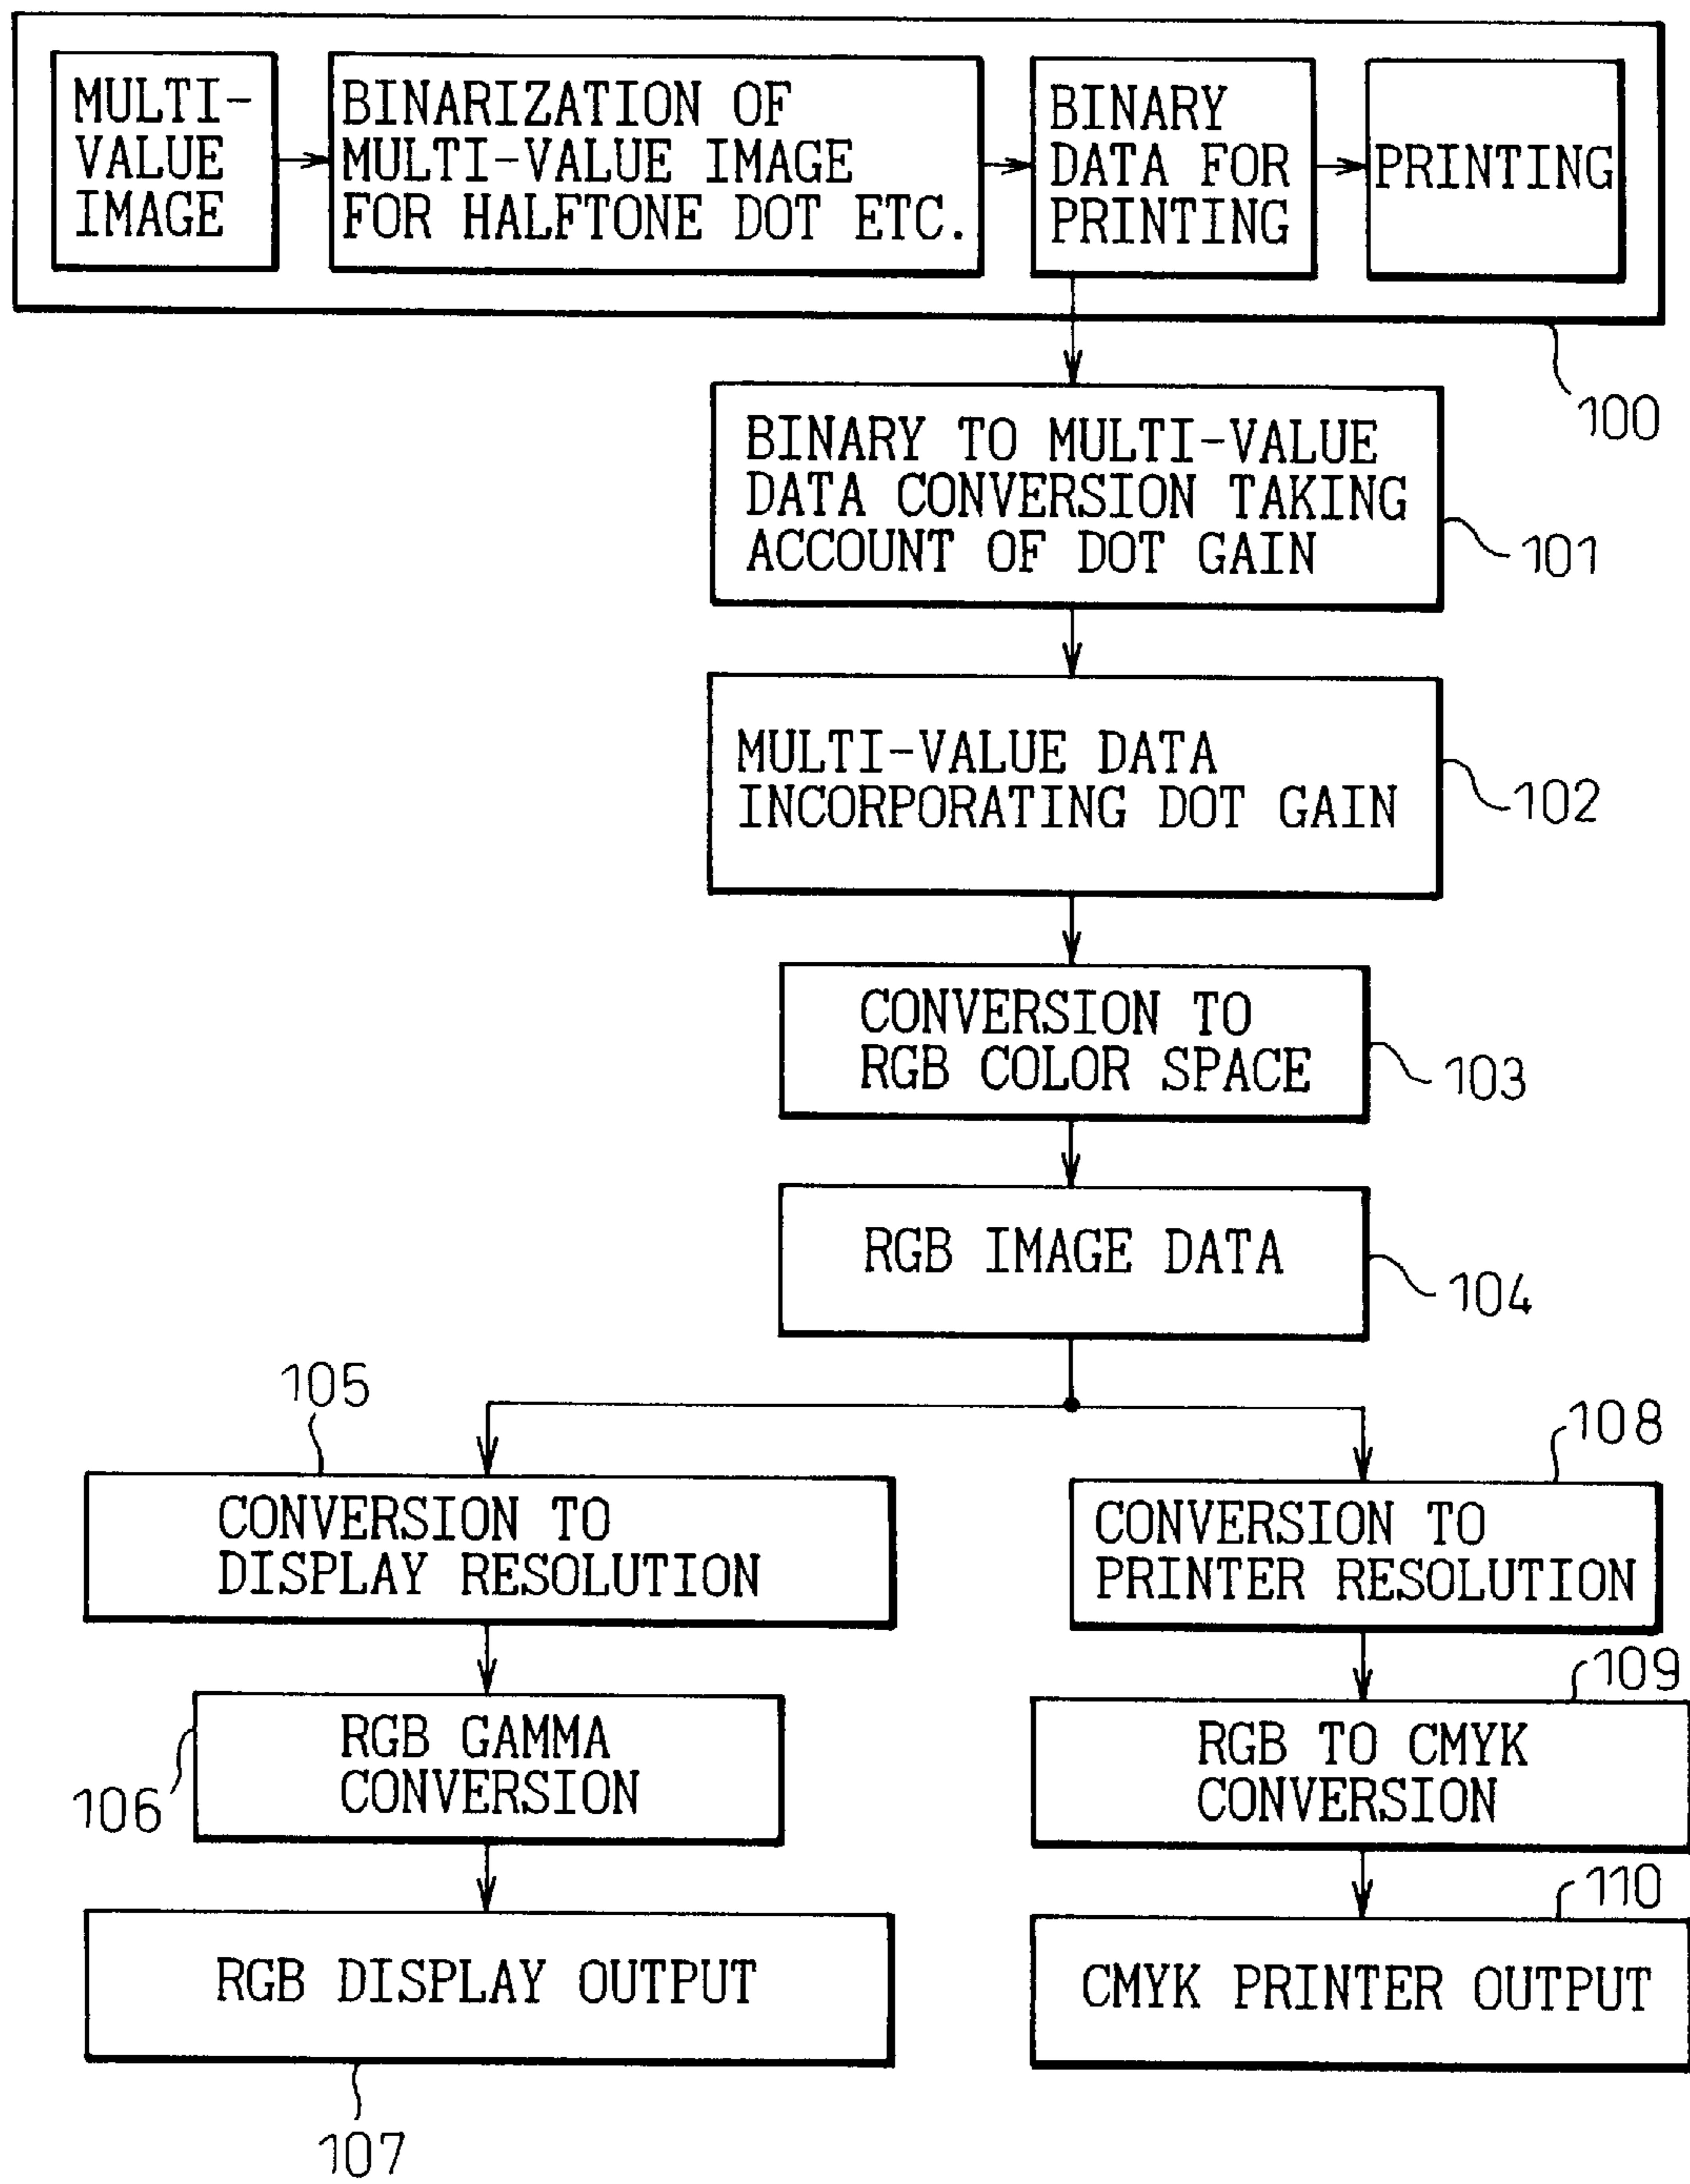 MULTI-
VALUE
IMAGE
BINARIZATION OF
MULTI-VALUE IMAGE
FOR HALFTONE DOT ETC.
BINARY
DATA FOR
PRINTING
PRINTING
100
BINARY TO MULTI-VALUE
DATA CONVERSION TAKING
ACCOUNT OF DOT GAIN
101
MULTI-VALUE DATA
INCORPORATING DOT GAIN
102
CONVERSION TO
RGB COLOR SPACE
103
RGB IMAGE DATA
104
105
CONVERSION TO
DISPLAY RESOLUTION
108
CONVERSION TO
PRINTER RESOLUTION
106
RGB GAMMA
CONVERSION
109
RGB TO CMYK
CONVERSION
RGB DISPLAY OUTPUT
107
110
CMYK PRINTER OUTPUT